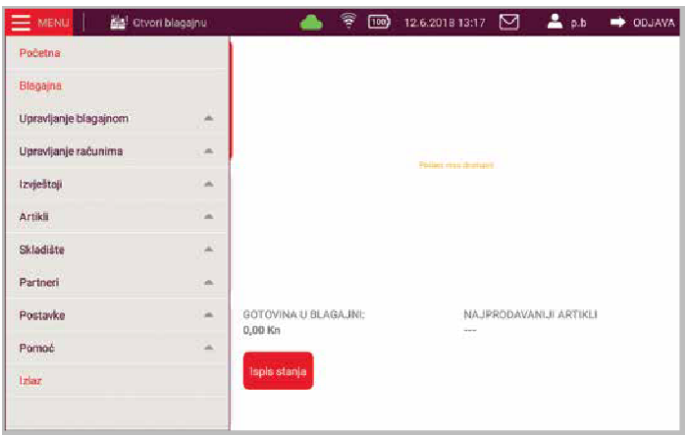 MENU
Otvori blagajnu
100
12.6.2018 13:17
p.b
ODJAVA
Početna
Blagajna
Upravljanje blagajnom
Upravljanje računima
Izvještaji
Artikli
Skladište
Partneri
Postavke
Pomoć
Izlaz
GOTOVINA U BLAGAJNI:
0,00 Kn
NAJPRODAVANIJI ARTIKLI
---
Ispis stanja